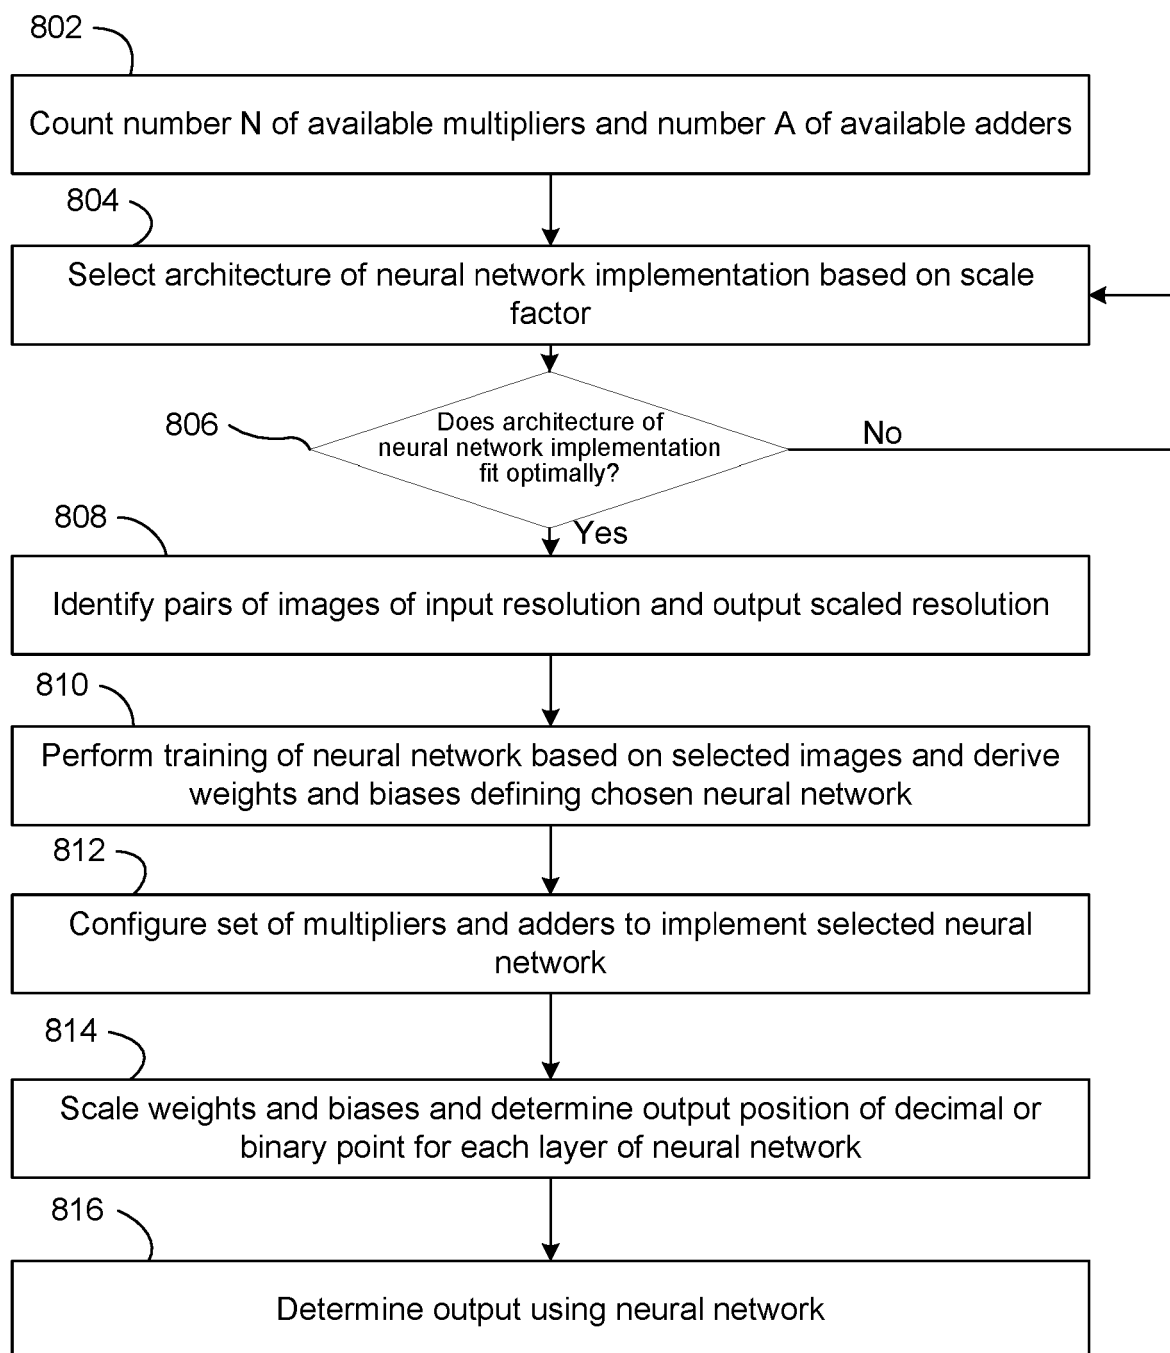 802
Count number N of available multipliers and number A of available adders
804
Select architecture of neural network implementation based on scale
factor
806
Does architecture of
neural network implementation
fit optimally?
No
Yes
808
Identify pairs of images of input resolution and output scaled resolution
810
Perform training of neural network based on selected images and derive
weights and biases defining chosen neural network
812
Configure set of multipliers and adders to implement selected neural
network
814
Scale weights and biases and determine output position of decimal or
binary point for each layer of neural network
816
Determine output using neural network